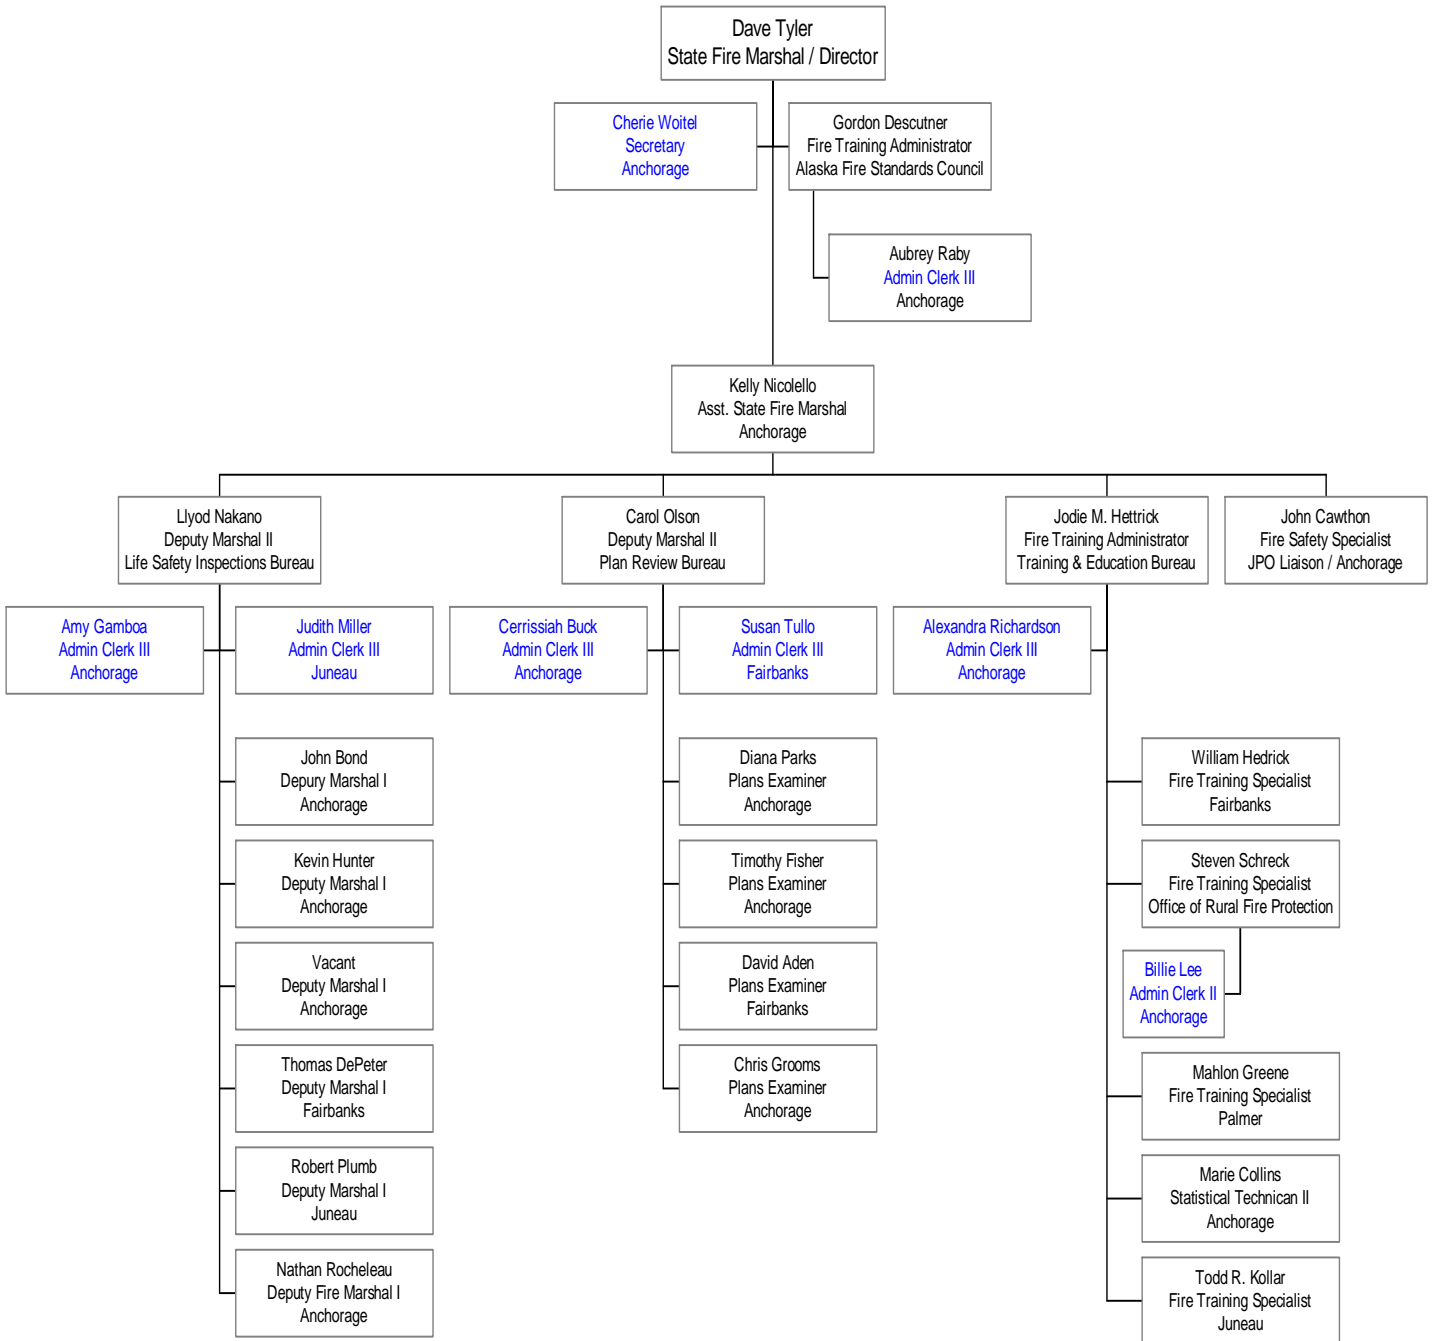 Dave Tyler
State Fire Marshal / Director
Cherie Woitel
Secretary
Anchorage
Gordon Descutner
Fire Training Administrator
Alaska Fire Standards Council
Aubrey Raby
Admin Clerk III
Anchorage
Kelly Nicolello
Asst. State Fire Marshal
Anchorage
Llyod Nakano
Deputy Marshal II
Life Safety Inspections Bureau
Carol Olson
Deputy Marshal II
Plan Review Bureau
Jodie M. Hettrick
Fire Training Administrator
Training & Education Bureau
John Cawthon
Fire Safety Specialist
JPO Liaison / Anchorage
Amy Gamboa
Admin Clerk III
Anchorage
Judith Miller
Admin Clerk III
Juneau
Cerrissiah Buck
Admin Clerk III
Anchorage
Susan Tullo
Admin Clerk III
Fairbanks
Alexandra Richardson
Admin Clerk III
Anchorage
John Bond
Depury Marshal I
Anchorage
Kevin Hunter
Deputy Marshal I
Anchorage
Vacant
Deputy Marshal I
Anchorage
Thomas DePeter
Deputy Marshal I
Fairbanks
Robert Plumb
Deputy Marshal I
Juneau
Nathan Rocheleau
Deputy Fire Marshal I
Anchorage
Diana Parks
Plans Examiner
Anchorage
Timothy Fisher
Plans Examiner
Anchorage
David Aden
Plans Examiner
Fairbanks
Chris Grooms
Plans Examiner
Anchorage
William Hedrick
Fire Training Specialist
Fairbanks
Steven Schreck
Fire Training Specialist
Office of Rural Fire Protection
Billie Lee
Admin Clerk II
Anchorage
Mahlon Greene
Fire Training Specialist
Palmer
Marie Collins
Statistical Technican II
Anchorage
Todd R. Kollar
Fire Training Specialist
Juneau